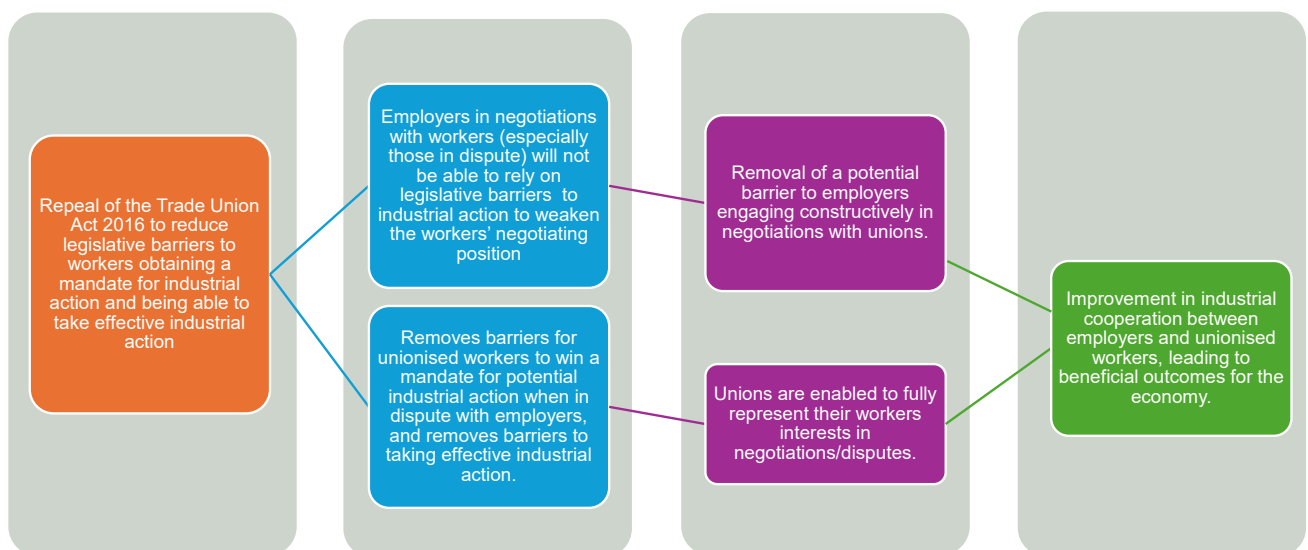 Repeal of the Trade Union
Act 2016 to reduce
legislative barriers to
workers obtaining a
mandate for industrial
action and being able to
take effective industrial
action
Employers in negotiations
with workers (especially
those in dispute) will not
be able to rely on
legislative barriers  to
industrial action to weaken
the workers’ negotiating
position
Removes barriers for
unionised workers to win a
mandate for potential
industrial action when in
dispute with employers,
and removes barriers to
taking effective industrial
action.
Removal of a potential
barrier to employers
engaging constructively in
negotiations with unions.
Unions are enabled to fully
represent their workers
interests in
negotiations/disputes.
Improvement in industrial
cooperation between
employers and unionised
workers, leading to
beneficial outcomes for the
economy.